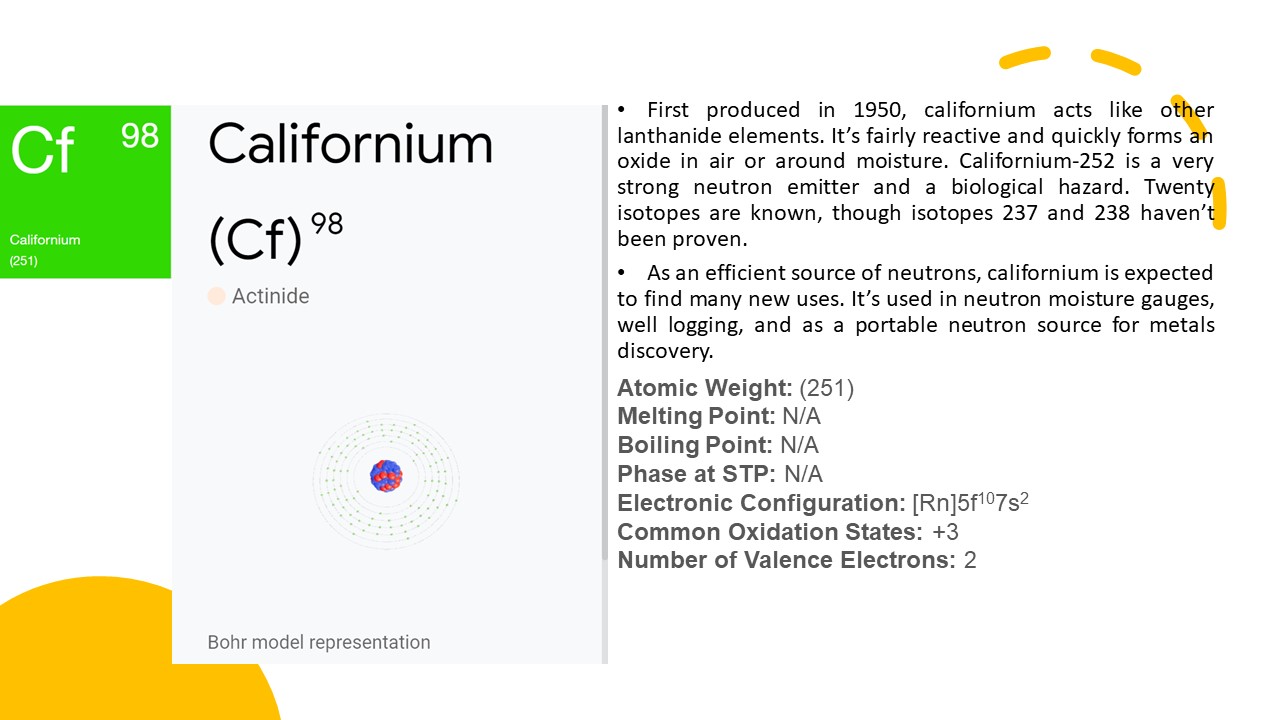 Cf 98
Californium
(251)
Californium
(Cf)98
Actinide
Bohr model representation
• First produced in 1950, californium acts like other
lanthanide elements. It’s fairly reactive and quickly forms an
oxide in air or around moisture. Californium-252 is a very
strong neutron emitter and a biological hazard. Twenty
isotopes are known, though isotopes 237 and 238 haven’t
been proven.
• As an efficient source of neutrons, californium is expected
to find many new uses. It’s used in neutron moisture gauges,
well logging, and as a portable neutron source for metals
discovery.
Atomic Weight: (251)
Melting Point: N/A
Boiling Point: N/A
Phase at STP: N/A
Electronic Configuration: [Rn]5f107s2
Common Oxidation States: +3
Number of Valence Electrons: 2